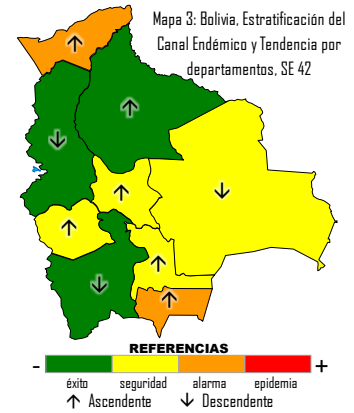 Mapa 3: Bolivia, Estratificación del
Canal Endémico y Tendencia por
departamentos, SE 42
REFERENCIAS
- +
éxito seguridad alarma epidemia
↑ Ascendente ↓ Descendente